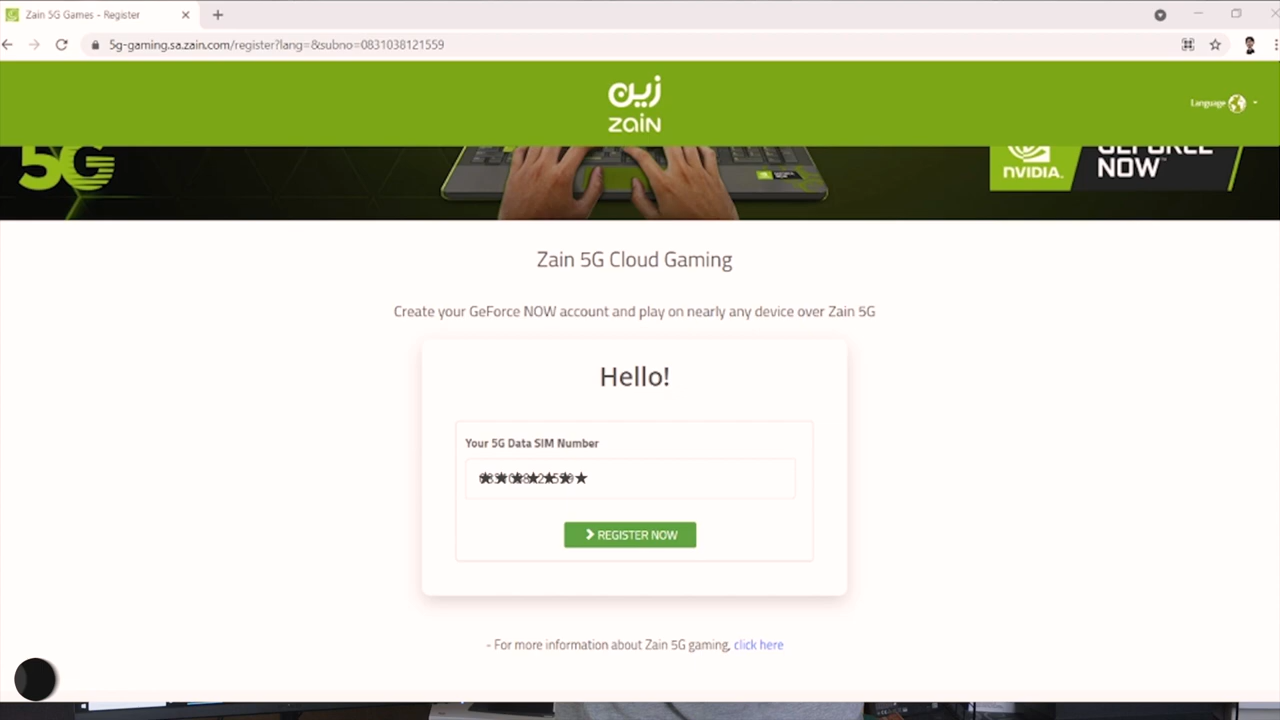 Zain 5G Games - Register
5g-gaming.sa.zain.com/register?lang=&subno=0831038121559
زين
zain
Language
5G
NVIDIA.
GEFORCE
NOW
Zain 5G Cloud Gaming
Create your GeForce NOW account and play on nearly any device over Zain 5G
Hello!
Your 5G Data SIM Number
REGISTER NOW
- For more information about Zain 5G gaming, click here